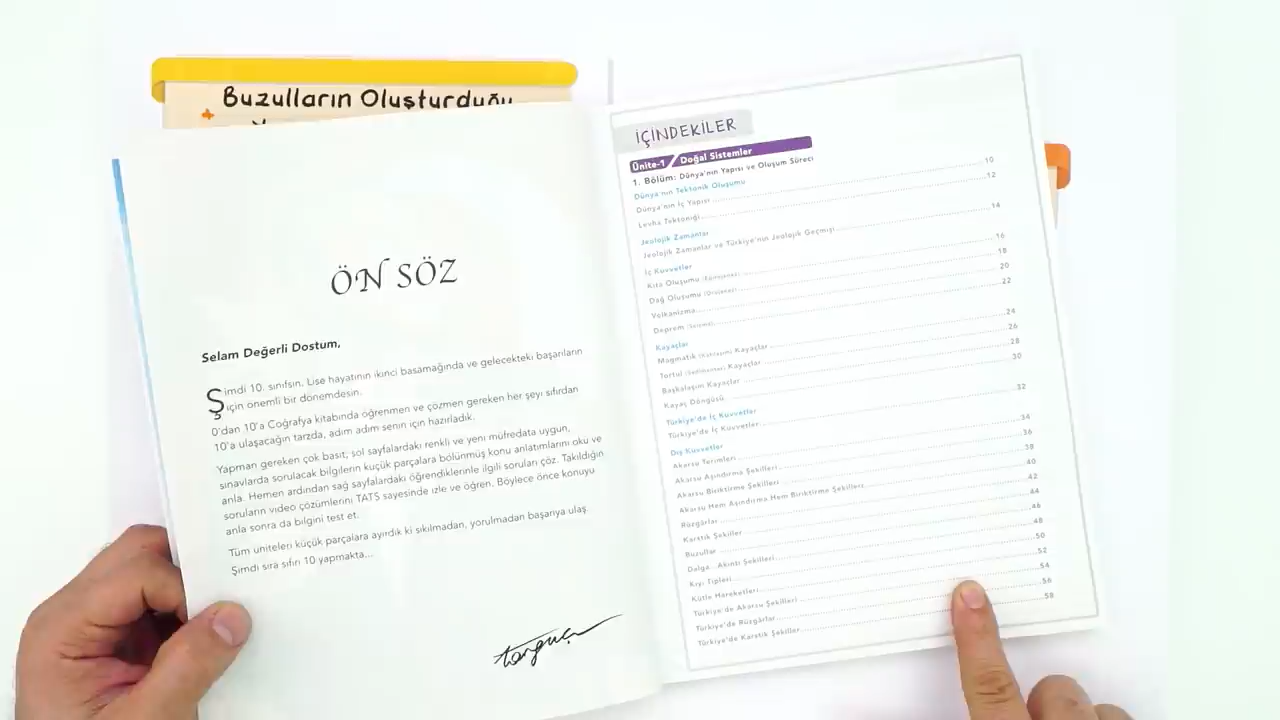 Buzulların Oluşturduğu
ÖN SÖZ
Selam Değerli Dostum,
Şimdi 10. sınıfsın. Lise hayatının ikinci basamağında ve gelecekteki başarıların
için önemli bir dönemdesin.
0'dan 10'a Coğrafya kitabında öğrenmen ve çözmen gereken her şeyi sıfırdan
10'a ulaşacağın tarzda, adım adım senin için hazırladık.
Yapman gereken çok basit; sol sayfalardaki renkli ve yeni müfredata uygun,
sınavlarda sorulacak bilgilerin küçük parçalara bölünmüş konu anlatımlarını oku ve
anla. Hemen ardından sağ sayfalardaki öğrendiklerinle ilgili soruları çöz. Takıldığın
soruların video çözümlerini TATS sayesinde izle ve öğren. Böylece önce konuyu
anla sonra da bilgini test et.
Tüm üniteleri küçük parçalara ayırdık ki sıkılmadan, yorulmadan başarıya ulaş.
Şimdi sıra sıfırı 10 yapmakta...
İÇİNDEKİLER
Ünite-1 / Doğal Sistemler
1. Bölüm: Dünya'nın Yapısı ve Oluşum Süreci
Dünya'nın Tektonik Oluşumu
Dünya'nın İç Yapısı 10
Levha Tektoniği 12
Jeolojik Zamanlar
Jeolojik Zamanlar ve Türkiye'nin Jeolojik Geçmişi 14
İç Kuvvetler
Kıta Oluşumu (Epirojenez) 16
Dağ Oluşumu (Orojenez) 18
Volkanizma 20
Deprem (Seizma) 22
Kayaçlar
Magmatik (Katılaşım) Kayaçlar 24
Tortul (Sedimanter) Kayaçlar 26
Başkalaşım Kayaçlar 28
Kayaç Döngüsü 30
Türkiye'de İç Kuvvetler
Türkiye'de İç Kuvvetler 32
Dış Kuvvetler
Akarsu Terimleri 34
Akarsu Aşındırma Şekilleri 36
Akarsu Biriktirme Şekilleri 38
Akarsu Hem Aşındırma Hem Biriktirme Şekilleri 40
Rüzgârlar 42
Karstik Şekiller 44
Buzullar 46
Dalga - Akıntı Şekilleri 48
Kıyı Tipleri 50
Kütle Hareketleri 52
Türkiye'de Akarsu Şekilleri 54
Türkiye'de Rüzgârlar 56
Türkiye'de Karstik Şekiller 58